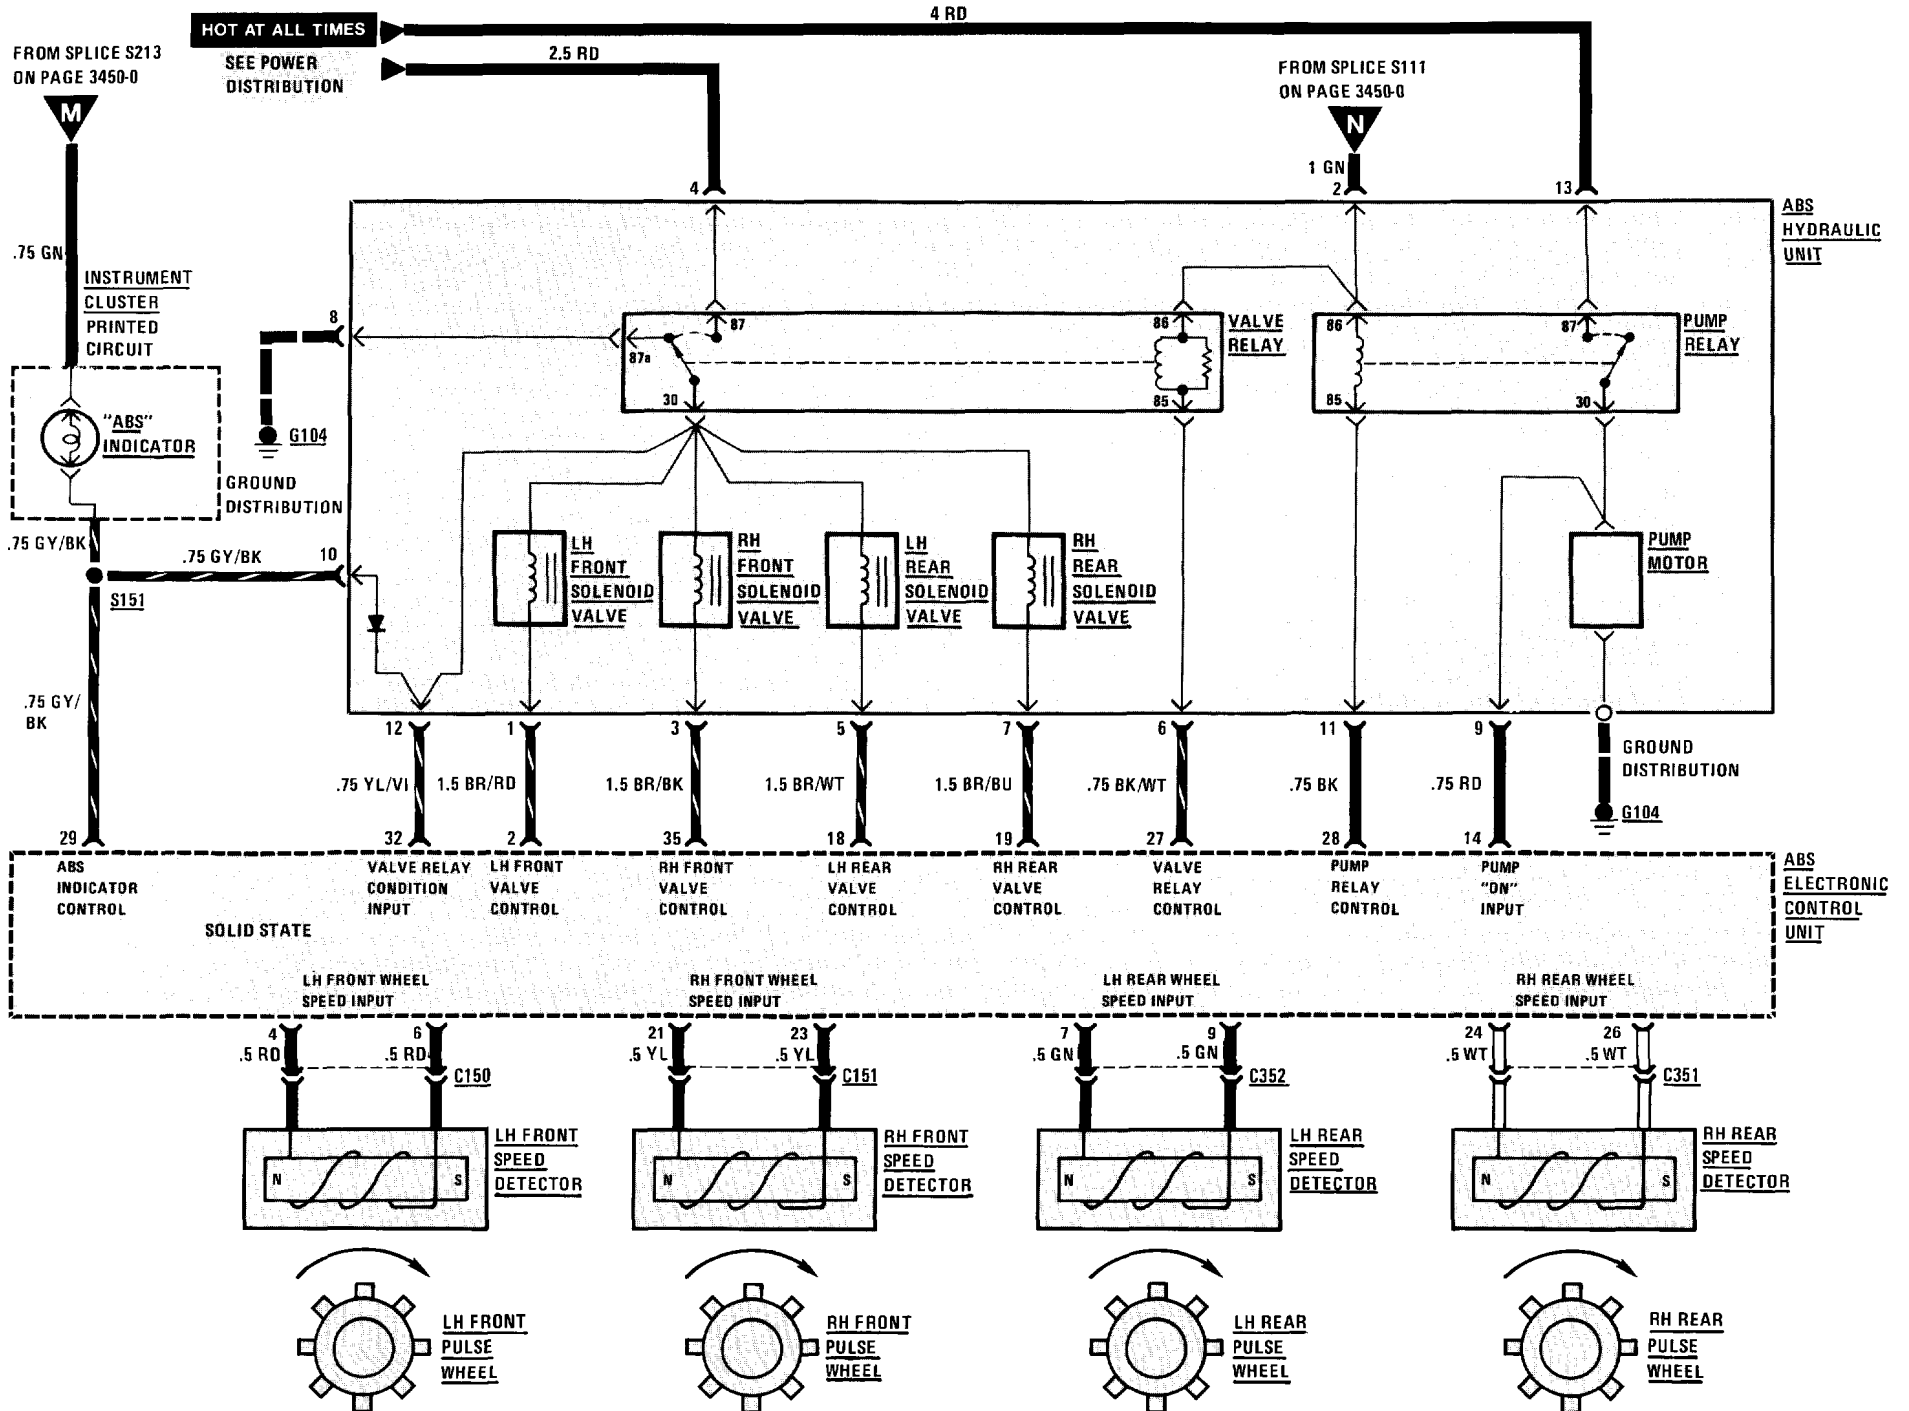 4 RD
HOT AT ALL TIMES
FROM SPLICE S213
ON PAGE 3450-0
SEE POWER
DISTRIBUTION
2.5 RD
FROM SPLICE S111
ON PAGE 3450-0
M
N
1 GN
4
2
13
ABS
HYDRAULIC
UNIT
.75 GN
INSTRUMENT
CLUSTER
PRINTED
CIRCUIT
8
87
87a
30
86
85
VALVE
RELAY
86
85
87
30
PUMP
RELAY
"ABS"
INDICATOR
G104
GROUND
DISTRIBUTION
.75 GY/BK
.75 GY/BK
10
S151
LH
FRONT
SOLENOID
VALVE
RH
FRONT
SOLENOID
VALVE
LH
REAR
SOLENOID
VALVE
RH
REAR
SOLENOID
VALVE
PUMP
MOTOR
.75 GY/
BK
12
1
3
5
7
6
11
9
GROUND
DISTRIBUTION
.75 YL/VI
1.5 BR/RD
1.5 BR/BK
1.5 BR/WT
1.5 BR/BU
.75 BK/WT
.75 BK
.75 RD
G104
29
32
2
35
18
19
27
28
14
ABS
INDICATOR
CONTROL
VALVE RELAY
CONDITION
INPUT
LH FRONT
VALVE
CONTROL
RH FRONT
VALVE
CONTROL
LH REAR
VALVE
CONTROL
RH REAR
VALVE
CONTROL
VALVE
RELAY
CONTROL
PUMP
RELAY
CONTROL
PUMP
"ON"
INPUT
ABS
ELECTRONIC
CONTROL
UNIT
SOLID STATE
LH FRONT WHEEL
SPEED INPUT
RH FRONT WHEEL
SPEED INPUT
LH REAR WHEEL
SPEED INPUT
RH REAR WHEEL
SPEED INPUT
4
6
21
23
7
9
24
26
.5 RD
.5 RD
.5 YL
.5 YL
.5 GN
.5 GN
.5 WT
.5 WT
C150
C151
C352
C351
N
S
LH FRONT
SPEED
DETECTOR
N
S
RH FRONT
SPEED
DETECTOR
N
S
LH REAR
SPEED
DETECTOR
N
S
RH REAR
SPEED
DETECTOR
LH FRONT
PULSE
WHEEL
RH FRONT
PULSE
WHEEL
LH REAR
PULSE
WHEEL
RH REAR
PULSE
WHEEL